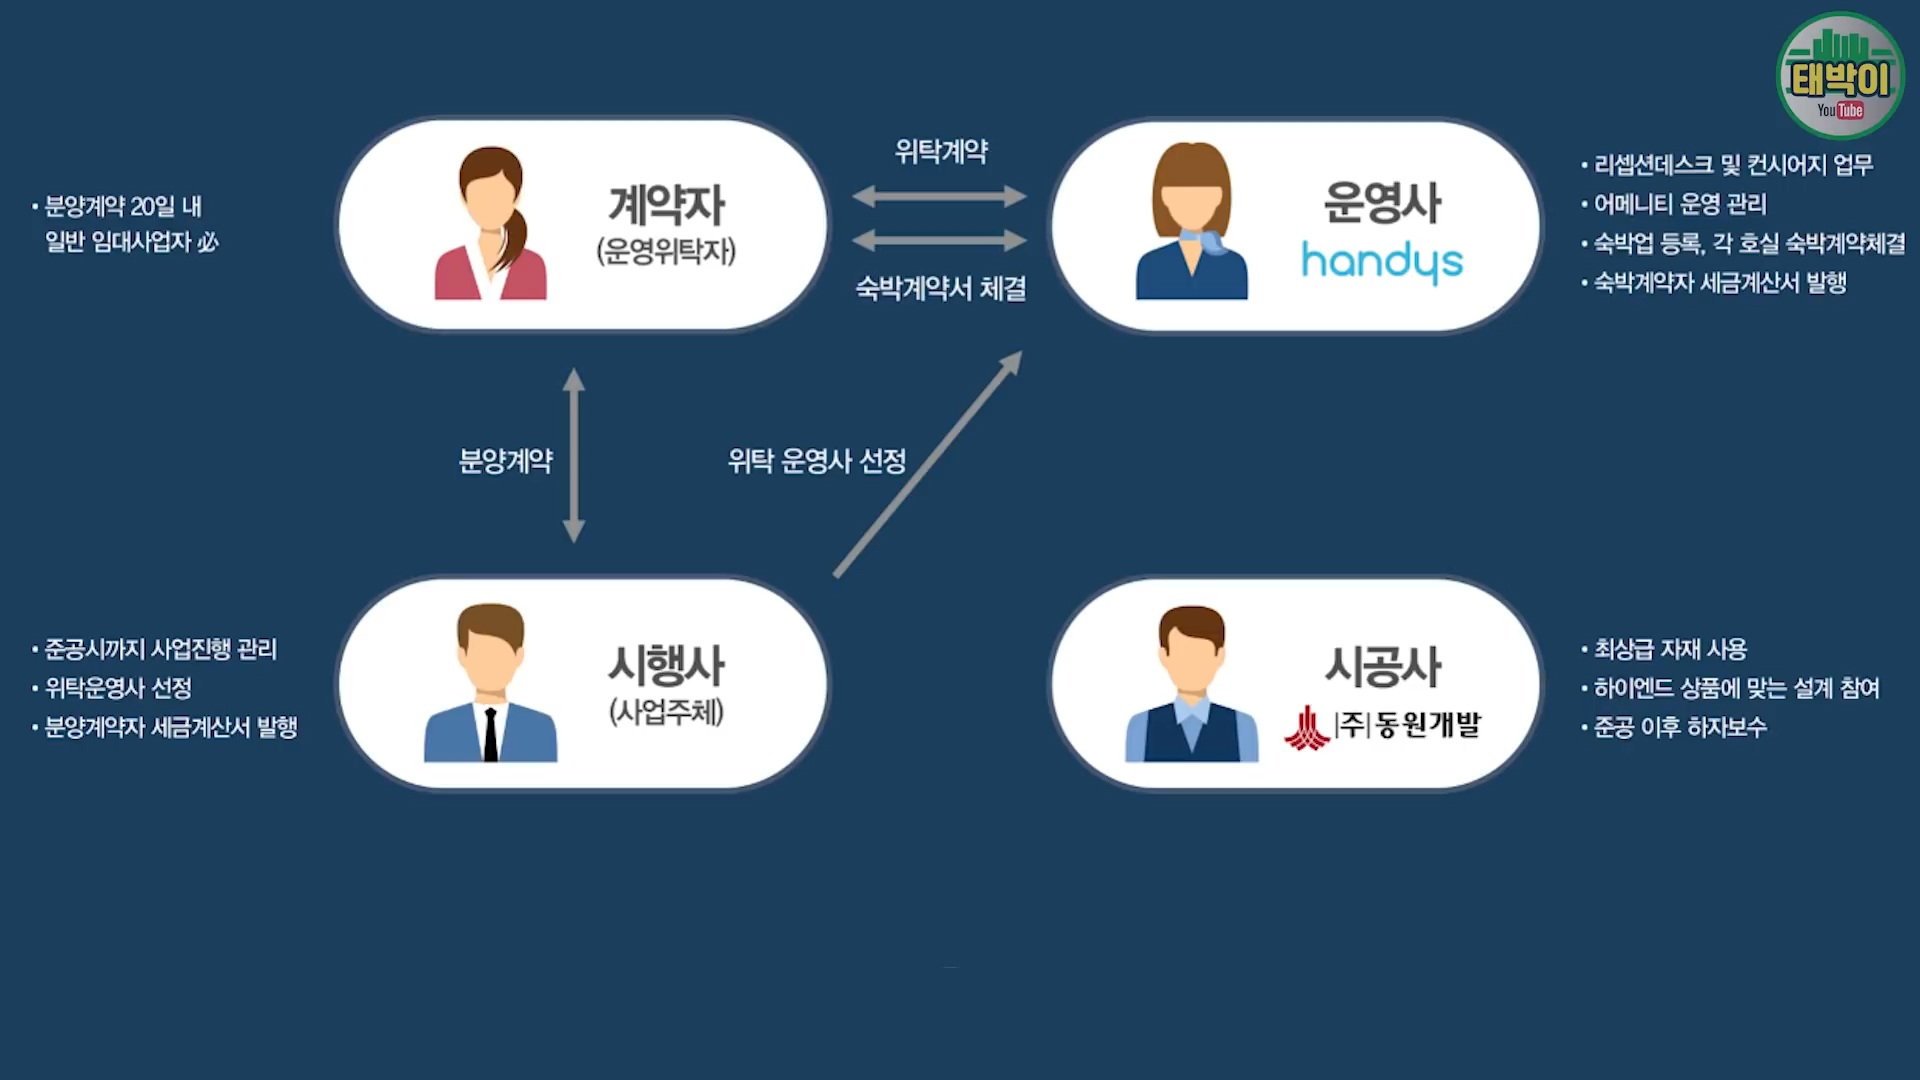 태박이
YouTube
• 분양계약 20일 내
일반 임대사업자 必
계약자
(운영위탁자)
위탁계약
숙박계약서 체결
운영사
handys
• 리셉션데스크 및 컨시어지 업무
• 어메니티 운영 관리
• 숙박업 등록, 각 호실 숙박계약체결
• 숙박계약자 세금계산서 발행
분양계약
위탁 운영사 선정
• 준공시까지 사업진행 관리
• 위탁운영사 선정
• 분양계약자 세금계산서 발행
시행사
(사업주체)
시공사
|주|동원개발
• 최상급 자재 사용
• 하이엔드 상품에 맞는 설계 참여
• 준공 이후 하자보수